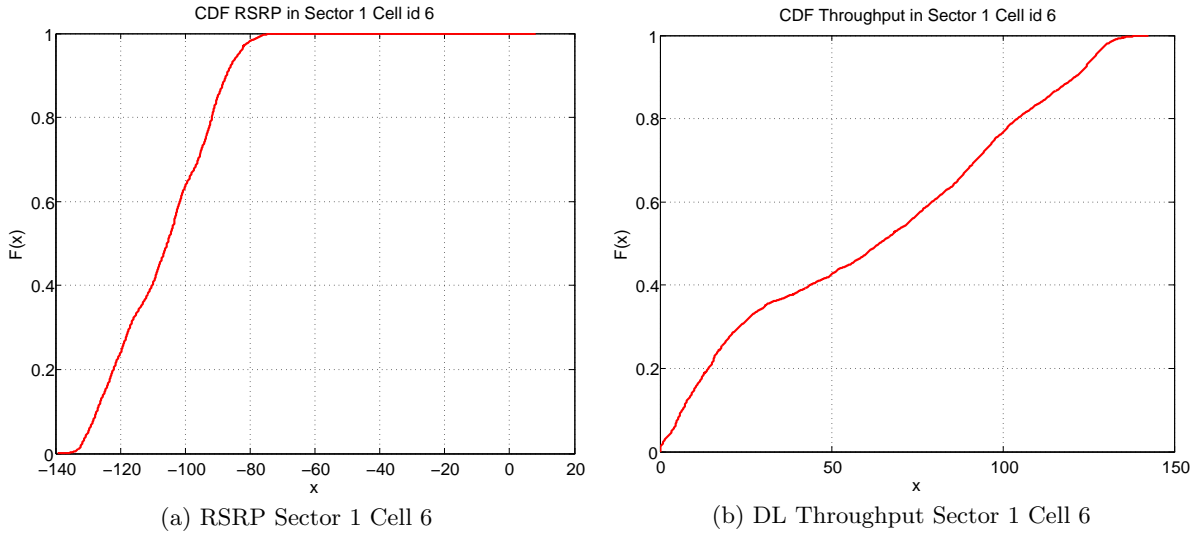 CDF RSRP in Sector 1 Cell id 6
1
0.8
0.6
0.4
0.2
0
F(x)
−140 −120 −100 −80 −60 −40 −20 0 20
x
(a) RSRP Sector 1 Cell 6
CDF Throughput in Sector 1 Cell id 6
1
0.8
0.6
0.4
0.2
0
F(x)
0 50 100 150
x
(b) DL Throughput Sector 1 Cell 6